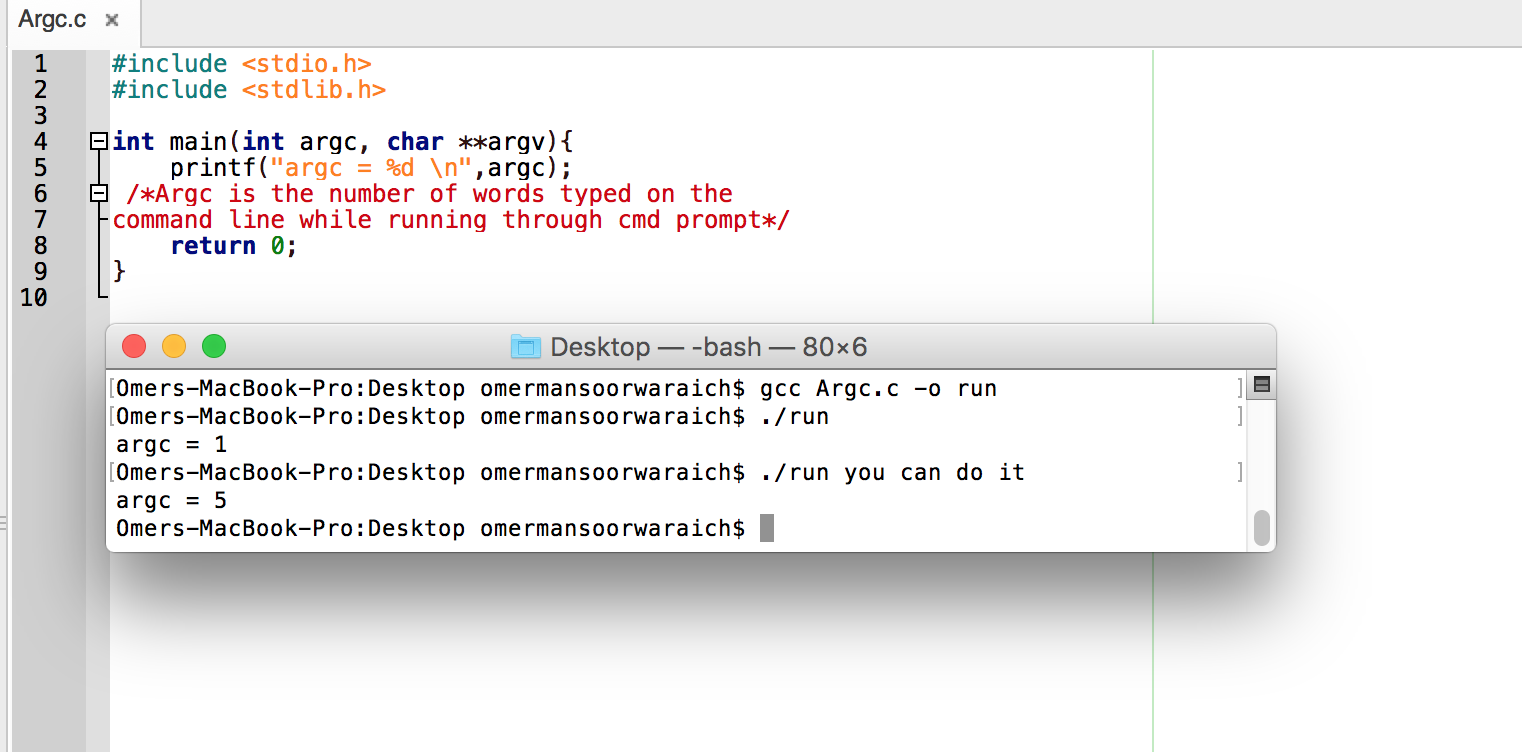 Argc.c
1 #include <stdio.h>
2 #include <stdlib.h>
3
4 int main(int argc, char **argv){
5     printf("argc = %d \n",argc);
6  /*Argc is the number of words typed on the
7 command line while running through cmd prompt*/
8     return 0;
9 }
10
Desktop — -bash — 80×6
[Omers-MacBook-Pro:Desktop omermansoorwaraich$ gcc Argc.c -o run ]
[Omers-MacBook-Pro:Desktop omermansoorwaraich$ ./run ]
argc = 1
[Omers-MacBook-Pro:Desktop omermansoorwaraich$ ./run you can do it ]
argc = 5
Omers-MacBook-Pro:Desktop omermansoorwaraich$